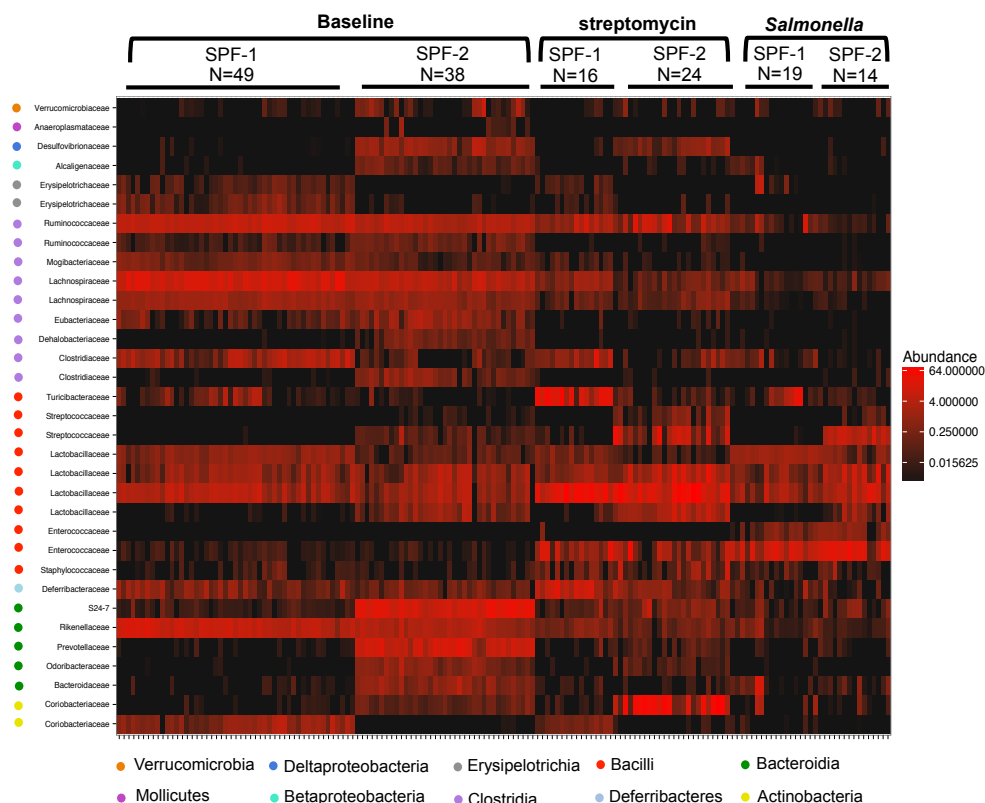 Baseline streptomycin Salmonella
SPF-1 SPF-2 SPF-1 SPF-2 SPF-1 SPF-2
N=49 N=38 N=16 N=24 N=19 N=14
Verrucomicrobiaceae
Anaeroplasmataceae
Desulfovibrionaceae
Alcaligenaceae
Erysipelotrichaceae
Erysipelotrichaceae
Ruminococcaceae
Ruminococcaceae
Mogibacteriaceae
Lachnospiraceae
Lachnospiraceae
Eubacteriaceae
Dehalobacteriaceae
Clostridiaceae
Clostridiaceae
Turicibacteraceae
Streptococcaceae
Streptococcaceae
Lactobacillaceae
Lactobacillaceae
Lactobacillaceae
Lactobacillaceae
Enterococcaceae
Enterococcaceae
Staphylococcaceae
Deferribacteraceae
S24-7
Rikenellaceae
Prevotellaceae
Odoribacteraceae
Bacteroidaceae
Coriobacteriaceae
Coriobacteriaceae
Abundance
64.000000
4.000000
0.250000
0.015625
Verrucomicrobia Deltaproteobacteria Erysipelotrichia Bacilli Bacteroidia
Mollicutes Betaproteobacteria Clostridia Deferribacteres Actinobacteria